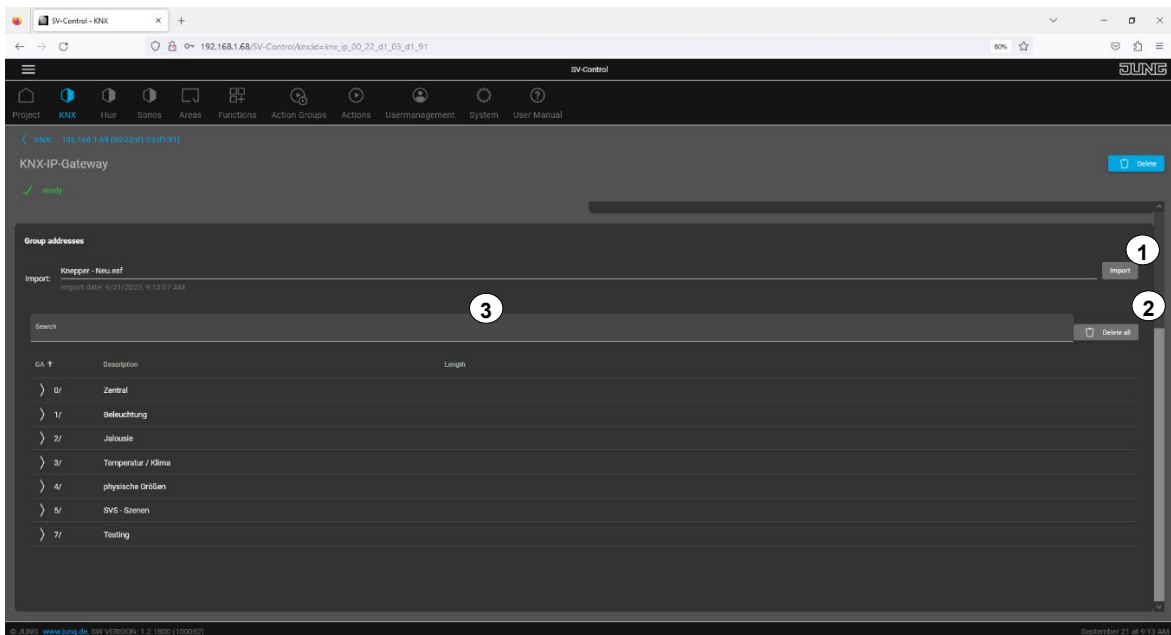 SV-Control - KNX
192.168.1.68/SV-Control/knxid=knx_ip_00_22_d1_03_d1_91 80%
SV-Control JUNG
Project KNX Hue Sonos Areas Functions Action Groups Actions Usermanagement System User Manual
KNX 192.168.1.69 (00:22:d1:03:d1:91)
KNX-IP-Gateway Delete
ready
Group addresses
1
Import: Knepper - Neu.esf Import
Import date: 9/21/2023, 9:12:07 AM
3 2
Search Delete all
GA Description Length
0/ Zentral
1/ Beleuchtung
2/ Jalousie
3/ Temperatur / Klima
4/ physische Größen
5/ SVS - Szenen
7/ Testing
© JUNG www.jung.de, SW VERSION: 1.2.1800 (100052) September 21 at 9:13 AM